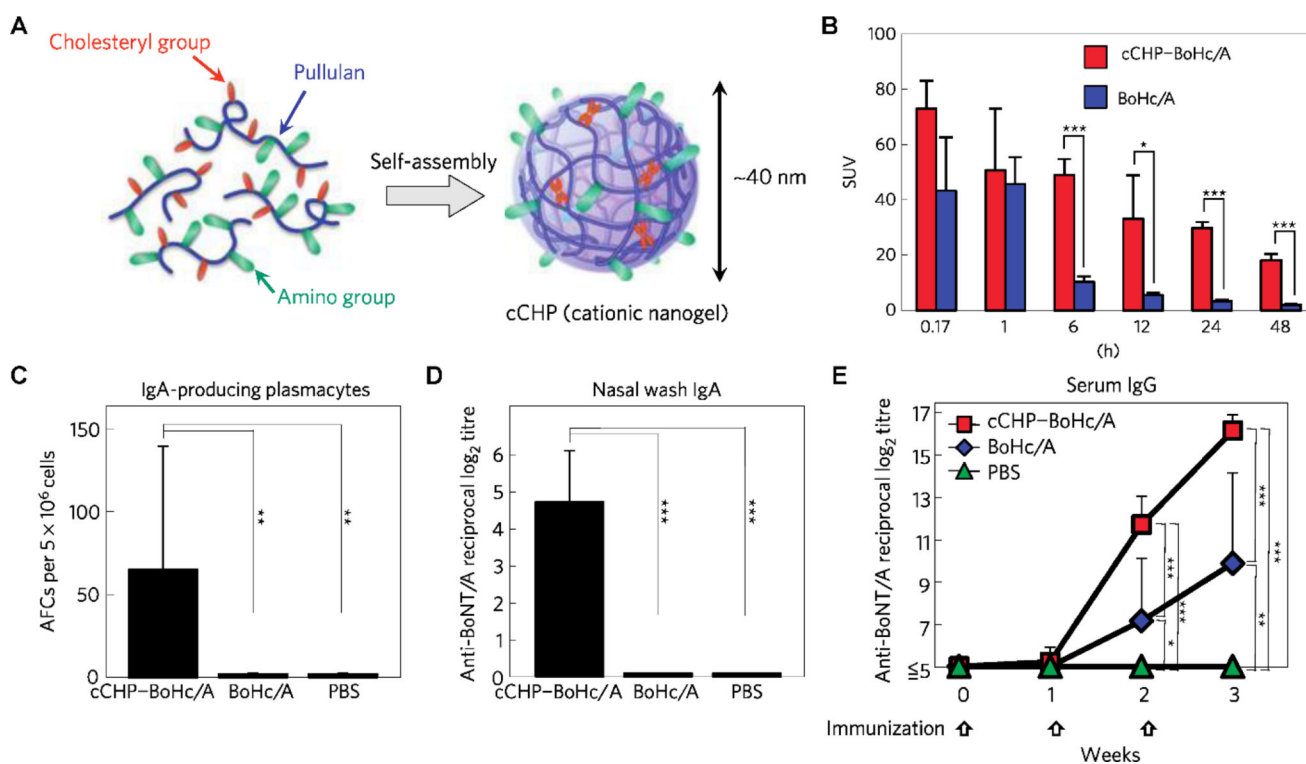 A
Cholesteryl group
Pullulan
Self-assembly
Amino group
~40 nm
cCHP (cationic nanogel)
B
SUV
100
80
60
40
20
0
cCHP–BoHc/A
BoHc/A
***
*
***
***
0.17 1 6 12 24 48
(h)
C
IgA-producing plasmacytes
AFCs per 5 × 10⁶ cells
150
100
50
0
**
**
cCHP–BoHc/A BoHc/A PBS
D
Nasal wash IgA
Anti-BoNT/A reciprocal log₂ titre
6
5
4
3
2
1
0
***
***
cCHP–BoHc/A BoHc/A PBS
E
Serum IgG
Anti-BoNT/A reciprocal log₂ titre
17
15
13
11
9
7
≦5
cCHP–BoHc/A
BoHc/A
PBS
***
***
*
***
***
**
0 1 2 3
Immunization
Weeks